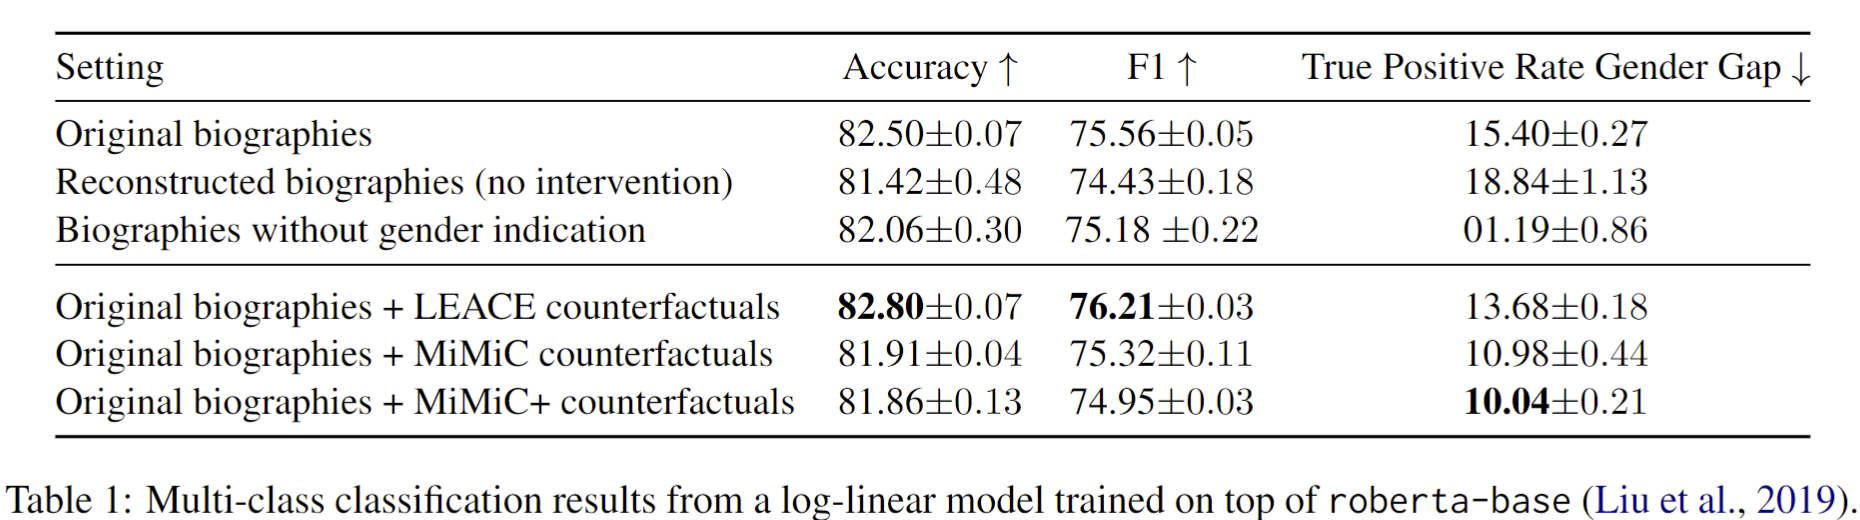 Setting Accuracy ↑ F1 ↑ True Positive Rate Gender Gap ↓
Original biographies 82.50±0.07 75.56±0.05 15.40±0.27
Reconstructed biographies (no intervention) 81.42±0.48 74.43±0.18 18.84±1.13
Biographies without gender indication 82.06±0.30 75.18 ±0.22 01.19±0.86
Original biographies + LEACE counterfactuals 82.80±0.07 76.21±0.03 13.68±0.18
Original biographies + MiMiC counterfactuals 81.91±0.04 75.32±0.11 10.98±0.44
Original biographies + MiMiC+ counterfactuals 81.86±0.13 74.95±0.03 10.04±0.21
Table 1: Multi-class classification results from a log-linear model trained on top of roberta-base (Liu et al., 2019).